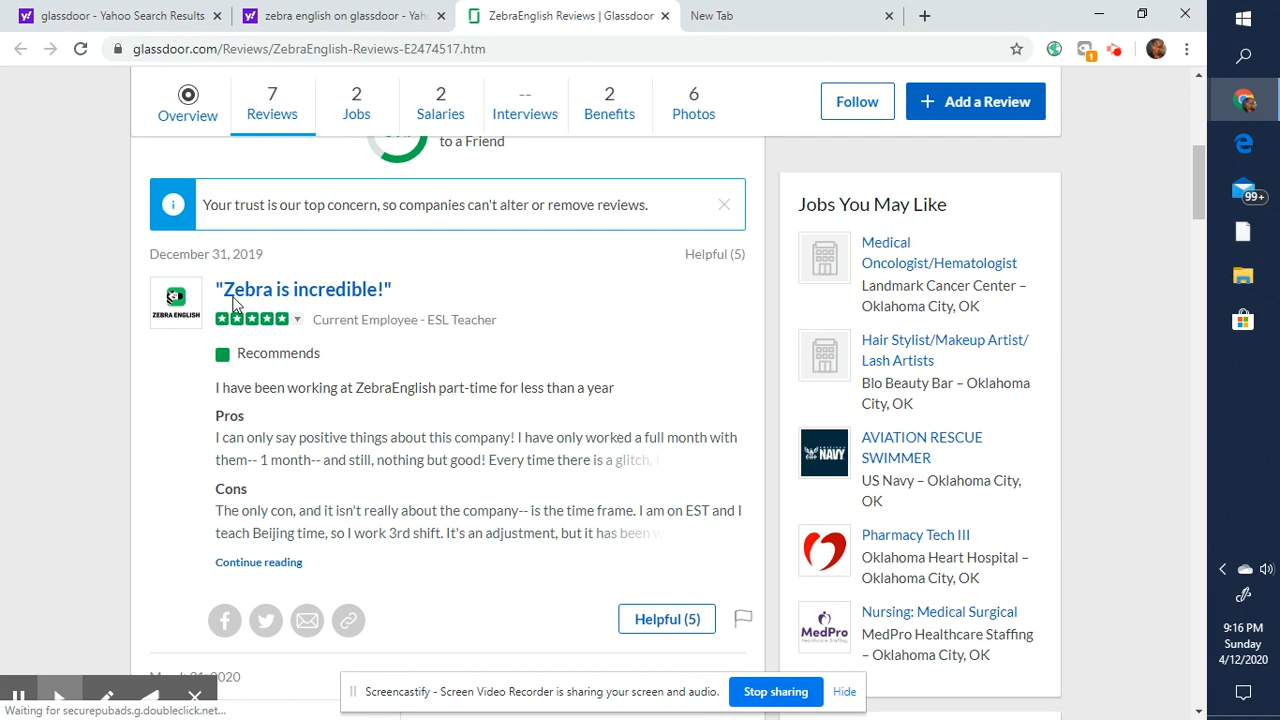 glassdoor - Yahoo Search Results
zebra english on glassdoor - Yah
ZebraEnglish Reviews | Glassdoor
New Tab
glassdoor.com/Reviews/ZebraEnglish-Reviews-E2474517.htm
1
Overview
7
Reviews
2
Jobs
2
Salaries
--
Interviews
2
Benefits
6
Photos
Follow
+ Add a Review
to a Friend
Your trust is our top concern, so companies can't alter or remove reviews.
December 31, 2019
Helpful (5)
ZEBRA ENGLISH
"Zebra is incredible!"
Current Employee - ESL Teacher
Recommends
I have been working at ZebraEnglish part-time for less than a year
Pros
I can only say positive things about this company! I have only worked a full month with
them-- 1 month-- and still, nothing but good! Every time there is a glitch, I
Cons
The only con, and it isn't really about the company-- is the time frame. I am on EST and I
teach Beijing time, so I work 3rd shift. It's an adjustment, but it has been w
Continue reading
Helpful (5)
2020
Jobs You May Like
Medical
Oncologist/Hematologist
Landmark Cancer Center –
Oklahoma City, OK
Hair Stylist/Makeup Artist/
Lash Artists
Blo Beauty Bar – Oklahoma
City, OK
AMERICA'S NAVY
AVIATION RESCUE
SWIMMER
US Navy – Oklahoma City,
OK
Pharmacy Tech III
Oklahoma Heart Hospital –
Oklahoma City, OK
MedPro
Nursing: Medical Surgical
MedPro Healthcare Staffing
– Oklahoma City, OK
Screencastify - Screen Video Recorder is sharing your screen and audio.
Stop sharing
Hide
Waiting for securepubads.g.doubleclick.net...
99+
9:16 PM
Sunday
4/12/2020